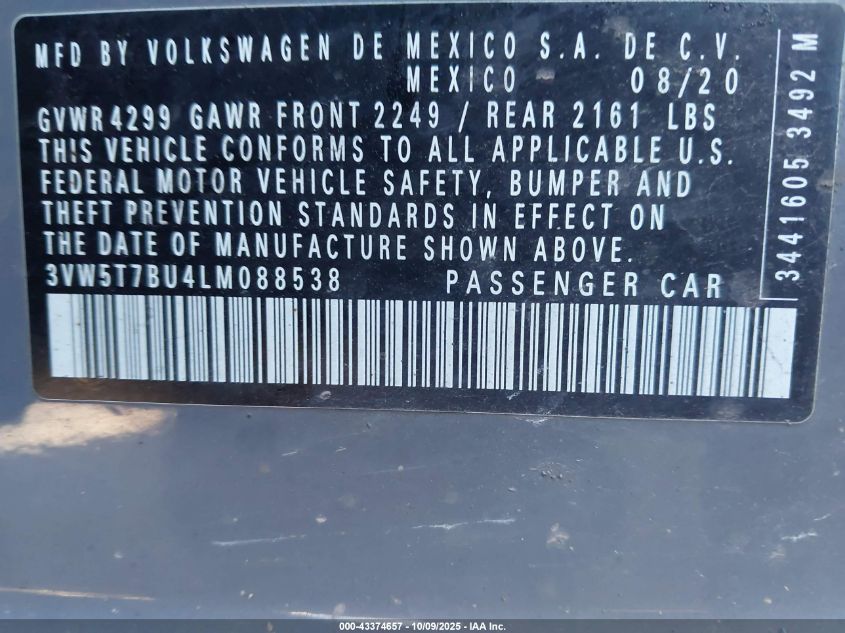 MFD BY VOLKSWAGEN DE MEXICO S.A. DE C.V.
MEXICO 08/20
GVWR 4299 GAWR FRONT 2249 / REAR 2161 LBS
THIS VEHICLE CONFORMS TO ALL APPLICABLE U.S.
FEDERAL MOTOR VEHICLE SAFETY, BUMPER AND
THEFT PREVENTION STANDARDS IN EFFECT ON
THE DATE OF MANUFACTURE SHOWN ABOVE.
3VW5T7BU4LM088538 PASSENGER CAR
3441605 3492 M
000-43374657 - 10/09/2025 - IAA Inc.